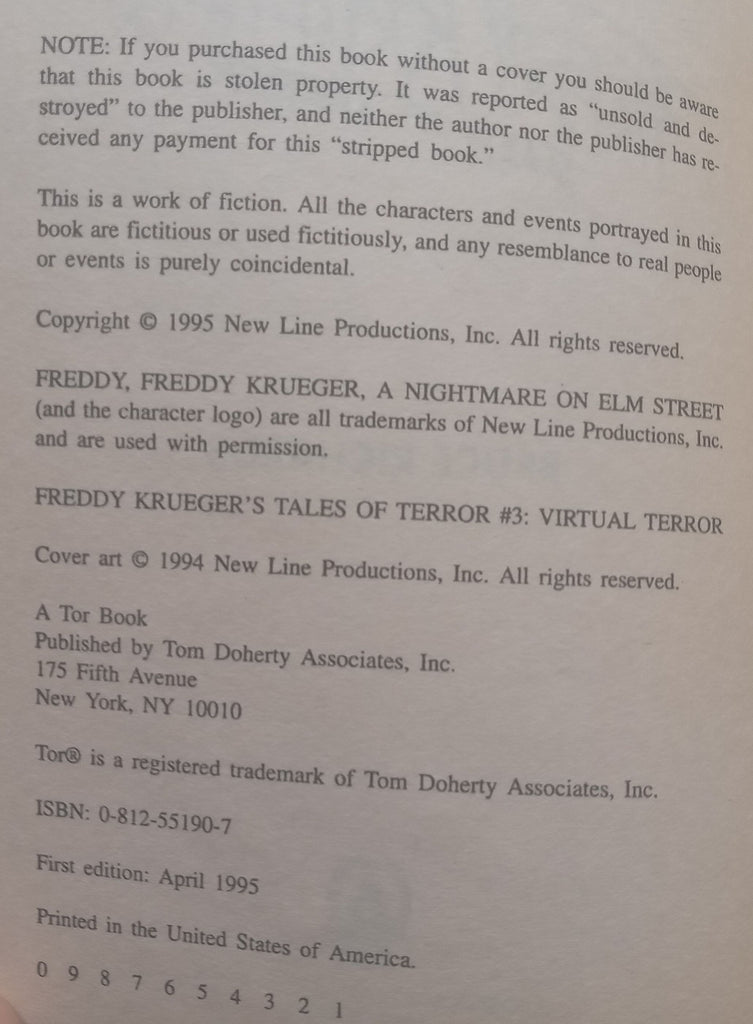 NOTE: If you purchased this book without a cover you should be aware
that this book is stolen property. It was reported as “unsold and de-
stroyed” to the publisher, and neither the author nor the publisher has re-
ceived any payment for this “stripped book.”
This is a work of fiction. All the characters and events portrayed in this
book are fictitious or used fictitiously, and any resemblance to real people
or events is purely coincidental.
Copyright © 1995 New Line Productions, Inc. All rights reserved.
FREDDY, FREDDY KRUEGER, A NIGHTMARE ON ELM STREET
(and the character logo) are all trademarks of New Line Productions, Inc.
and are used with permission.
FREDDY KRUEGER’S TALES OF TERROR #3: VIRTUAL TERROR
Cover art © 1994 New Line Productions, Inc. All rights reserved.
A Tor Book
Published by Tom Doherty Associates, Inc.
175 Fifth Avenue
New York, NY 10010
Tor® is a registered trademark of Tom Doherty Associates, Inc.
ISBN: 0-812-55190-7
First edition: April 1995
Printed in the United States of America.
0 9 8 7 6 5 4 3 2 1